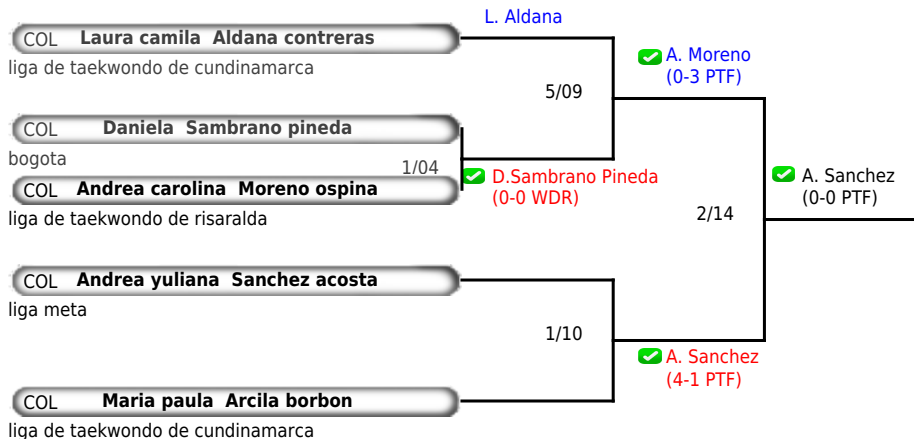 L. Aldana
COL Laura camila Aldana contreras
liga de taekwondo de cundinamarca
A. Moreno
(0-3 PTF)
5/09
COL Daniela Sambrano pineda
bogota
1/04
D.Sambrano Pineda
(0-0 WDR)
COL Andrea carolina Moreno ospina
liga de taekwondo de risaralda
A. Sanchez
(0-0 PTF)
2/14
COL Andrea yuliana Sanchez acosta
liga meta
1/10
A. Sanchez
(4-1 PTF)
COL Maria paula Arcila borbon
liga de taekwondo de cundinamarca